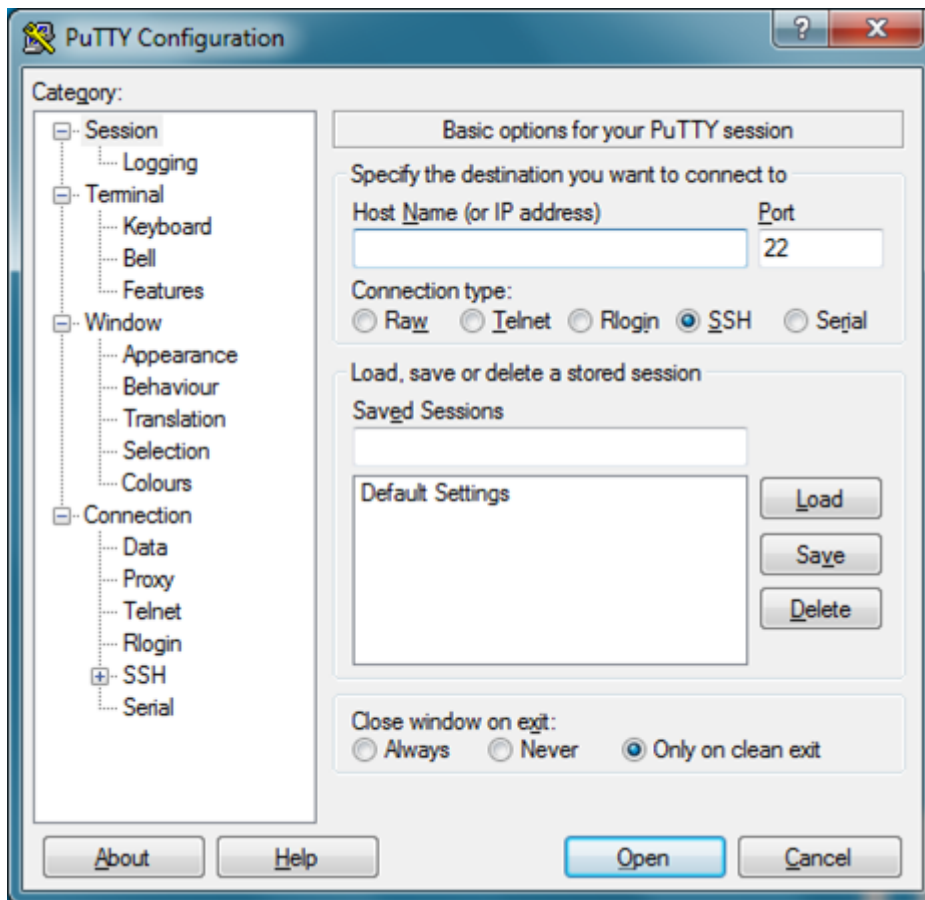 PuTTY Configuration
?
X
Category:
Session
Logging
Terminal
Keyboard
Bell
Features
Window
Appearance
Behaviour
Translation
Selection
Colours
Connection
Data
Proxy
Telnet
Rlogin
SSH
Serial
Basic options for your PuTTY session
Specify the destination you want to connect to
Host Name (or IP address) Port
22
Connection type:
Raw Telnet Rlogin SSH Serial
Load, save or delete a stored session
Saved Sessions
Default Settings
Load
Save
Delete
Close window on exit:
Always Never Only on clean exit
About Help Open Cancel